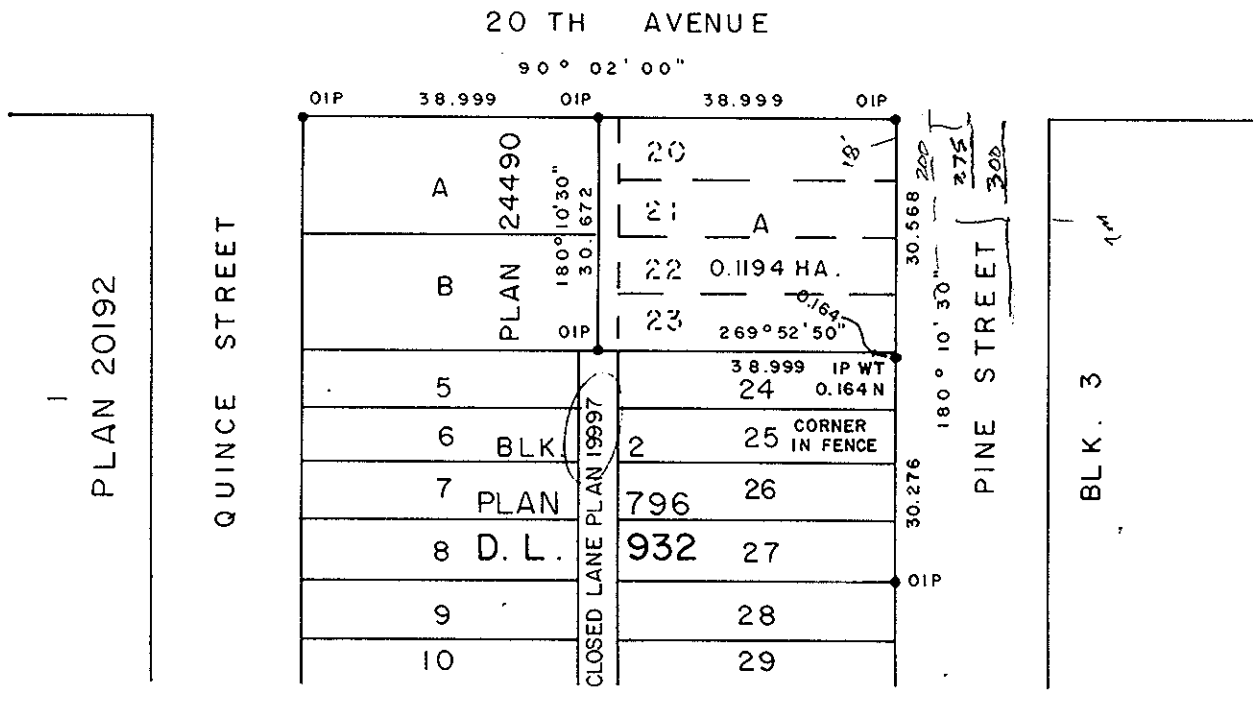 20 TH AVENUE
90° 02' 00"
OIP 38.999 OIP 38.999 OIP
A
B
PLAN 24490
180° 10' 30"
30.672
OIP
20
21
22
23
A
0.1194 HA.
0.164
269° 52' 50"
38.999 IP WT
0.164 N
18'
30.568
180° 10' 30"
200
275
300
PINE STREET
BLK. 3
1
PLAN 20192
QUINCE STREET
5
6
7
8
9
10
BLK. 2
PLAN 796
D. L. 932
CLOSED LANE PLAN 19997
24
25
CORNER
IN FENCE
26
27
28
29
30.276
OIP